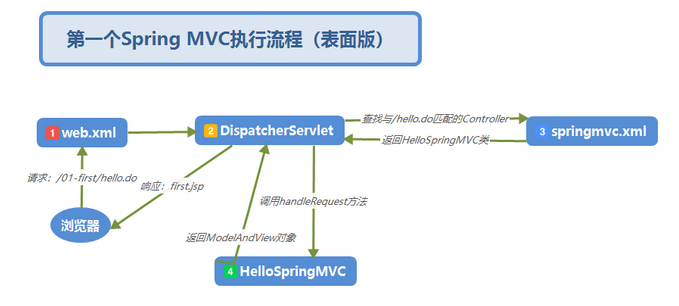 第一个Spring MVC执行流程（表面版）
1 web.xml
2 DispatcherServlet
查找与/hello.do匹配的Controller
3 springmvc.xml
返回HelloSpringMVC类
请求：/01-first/hello.do
响应：first.jsp
调用handleRequest方法
浏览器
返回ModelAndView对象
4 HelloSpringMVC